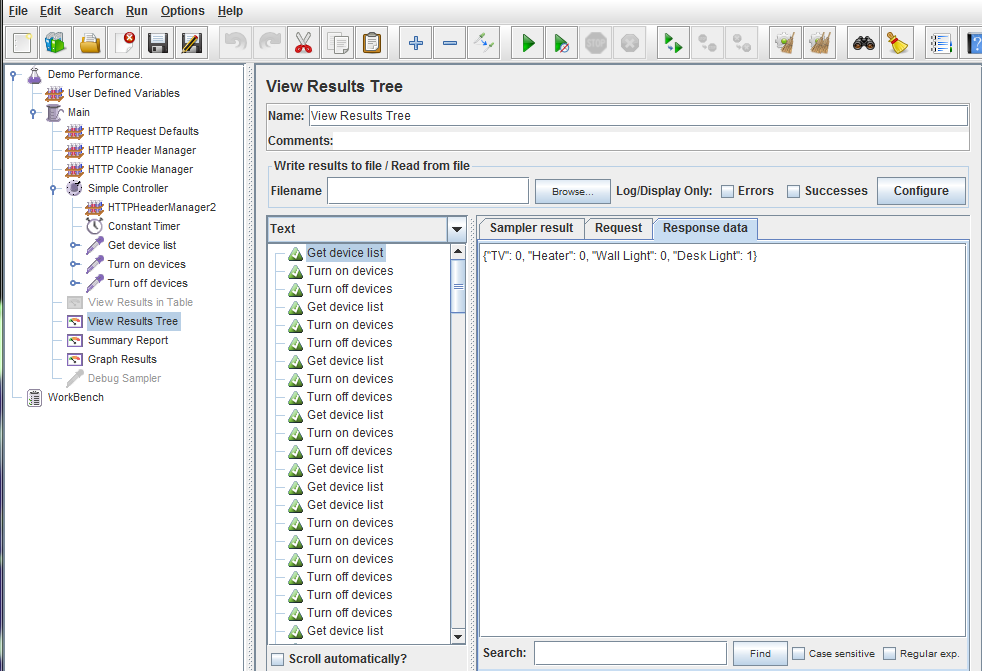 File Edit Search Run Options Help
STOP
Demo Performance.
User Defined Variables
Main
HTTP Request Defaults
HTTP Header Manager
HTTP Cookie Manager
Simple Controller
HTTPHeaderManager2
Constant Timer
Get device list
Turn on devices
Turn off devices
View Results in Table
View Results Tree
Summary Report
Graph Results
Debug Sampler
WorkBench
View Results Tree
Name: View Results Tree
Comments:
Write results to file / Read from file
Filename Browse... Log/Display Only: Errors Successes Configure
Text
Get device list
Turn on devices
Turn off devices
Get device list
Turn on devices
Turn off devices
Get device list
Turn on devices
Turn off devices
Get device list
Turn on devices
Turn off devices
Get device list
Get device list
Get device list
Turn on devices
Turn on devices
Turn on devices
Turn off devices
Turn off devices
Turn off devices
Get device list
Scroll automatically?
Sampler result Request Response data
{"TV": 0, "Heater": 0, "Wall Light": 0, "Desk Light": 1}
Search: Find Case sensitive Regular exp.